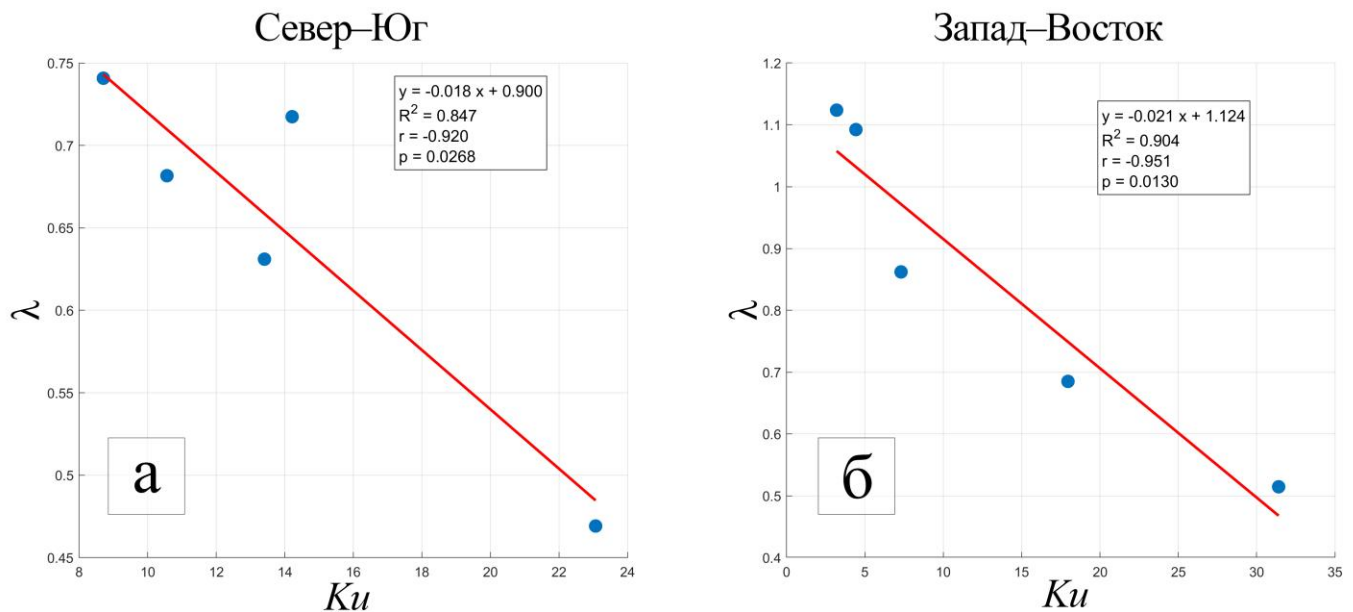 Север–Юг
0.75
0.7
0.65
0.6
0.55
0.5
0.45
8 10 12 14 16 18 20 22 24
λ
Ku
y = -0.018 x + 0.900
R² = 0.847
r = -0.920
p = 0.0268
а
Запад–Восток
1.2
1.1
1
0.9
0.8
0.7
0.6
0.5
0.4
0 5 10 15 20 25 30 35
λ
Ku
y = -0.021 x + 1.124
R² = 0.904
r = -0.951
p = 0.0130
б